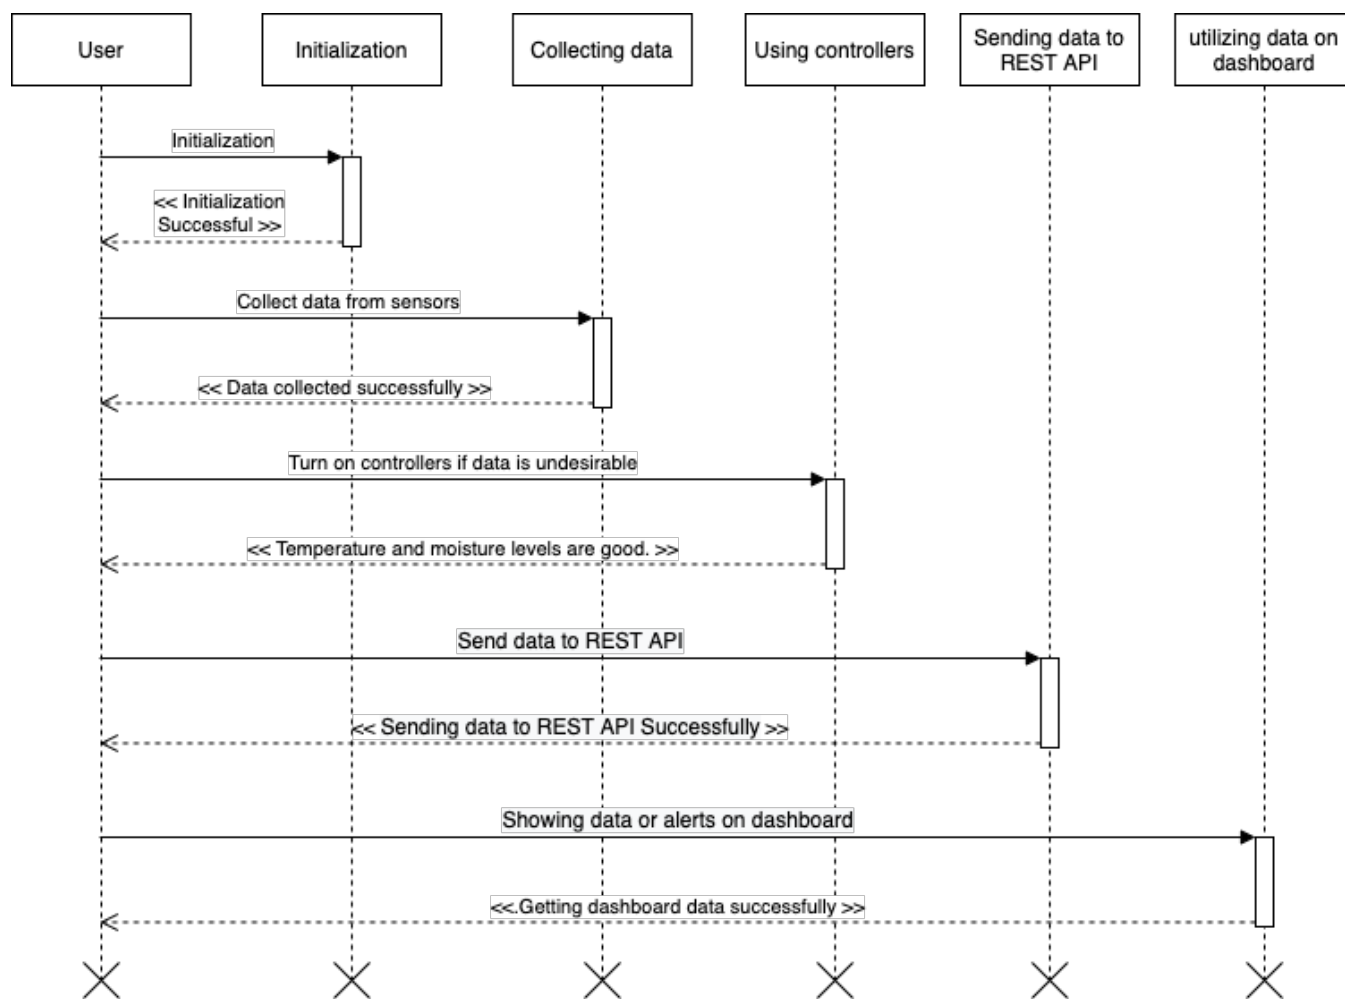 User
Initialization
Collecting data
Using controllers
Sending data to
REST API
utilizing data on
dashboard
Initialization
<< Initialization
Successful >>
Collect data from sensors
<< Data collected successfully >>
Turn on controllers if data is undesirable
<< Temperature and moisture levels are good. >>
Send data to REST API
<< Sending data to REST API Successfully >>
Showing data or alerts on dashboard
<<.Getting dashboard data successfully >>